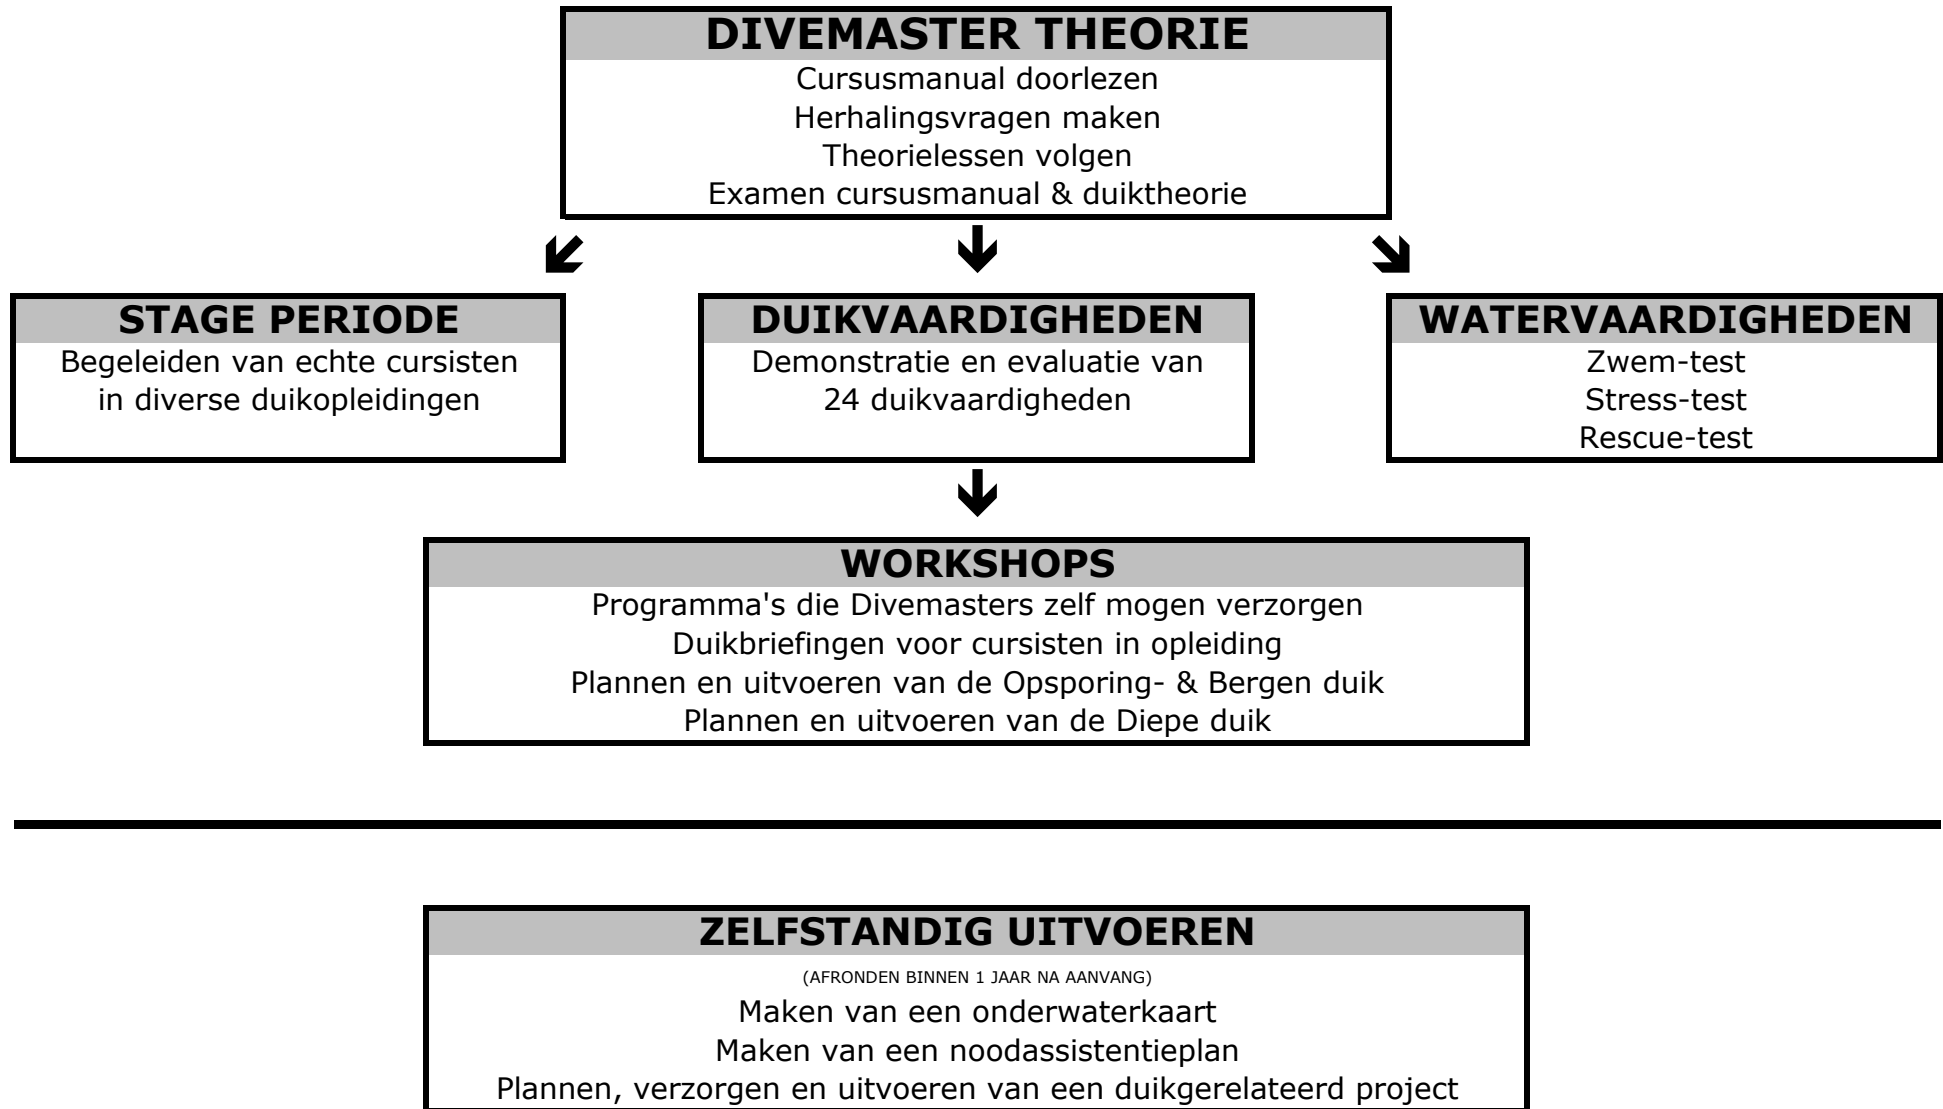 DIVEMASTER THEORIE
Cursusmanual doorlezen
Herhalingsvragen maken
Theorielessen volgen
Examen cursusmanual & duiktheorie
STAGE PERIODE
Begeleiden van echte cursisten
in diverse duikopleidingen
DUIKVAARDIGHEDEN
Demonstratie en evaluatie van
24 duikvaardigheden
WATERVAARDIGHEDEN
Zwem-test
Stress-test
Rescue-test
WORKSHOPS
Programma's die Divemasters zelf mogen verzorgen
Duikbriefingen voor cursisten in opleiding
Plannen en uitvoeren van de Opsporing- & Bergen duik
Plannen en uitvoeren van de Diepe duik
ZELFSTANDIG UITVOEREN
(AFRONDEN BINNEN 1 JAAR NA AANVANG)
Maken van een onderwaterkaart
Maken van een noodassistentieplan
Plannen, verzorgen en uitvoeren van een duikgerelateerd project